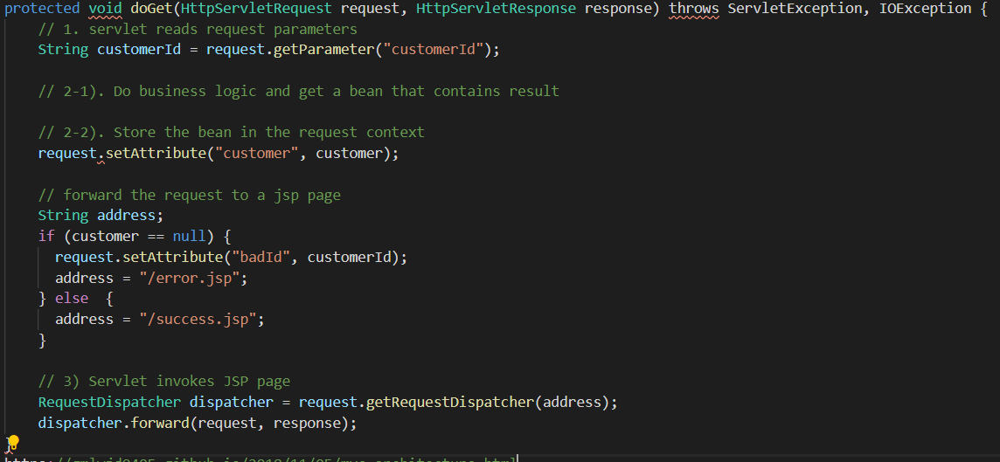 protected void doGet(HttpServletRequest request, HttpServletResponse response) throws ServletException, IOException {
// 1. servlet reads request parameters
String customerId = request.getParameter("customerId");
// 2-1). Do business logic and get a bean that contains result
// 2-2). Store the bean in the request context
request.setAttribute("customer", customer);
// forward the request to a jsp page
String address;
if (customer == null) {
request.setAttribute("badId", customerId);
address = "/error.jsp";
} else  {
address = "/success.jsp";
}
// 3) Servlet invokes JSP page
RequestDispatcher dispatcher = request.getRequestDispatcher(address);
dispatcher.forward(request, response);
}